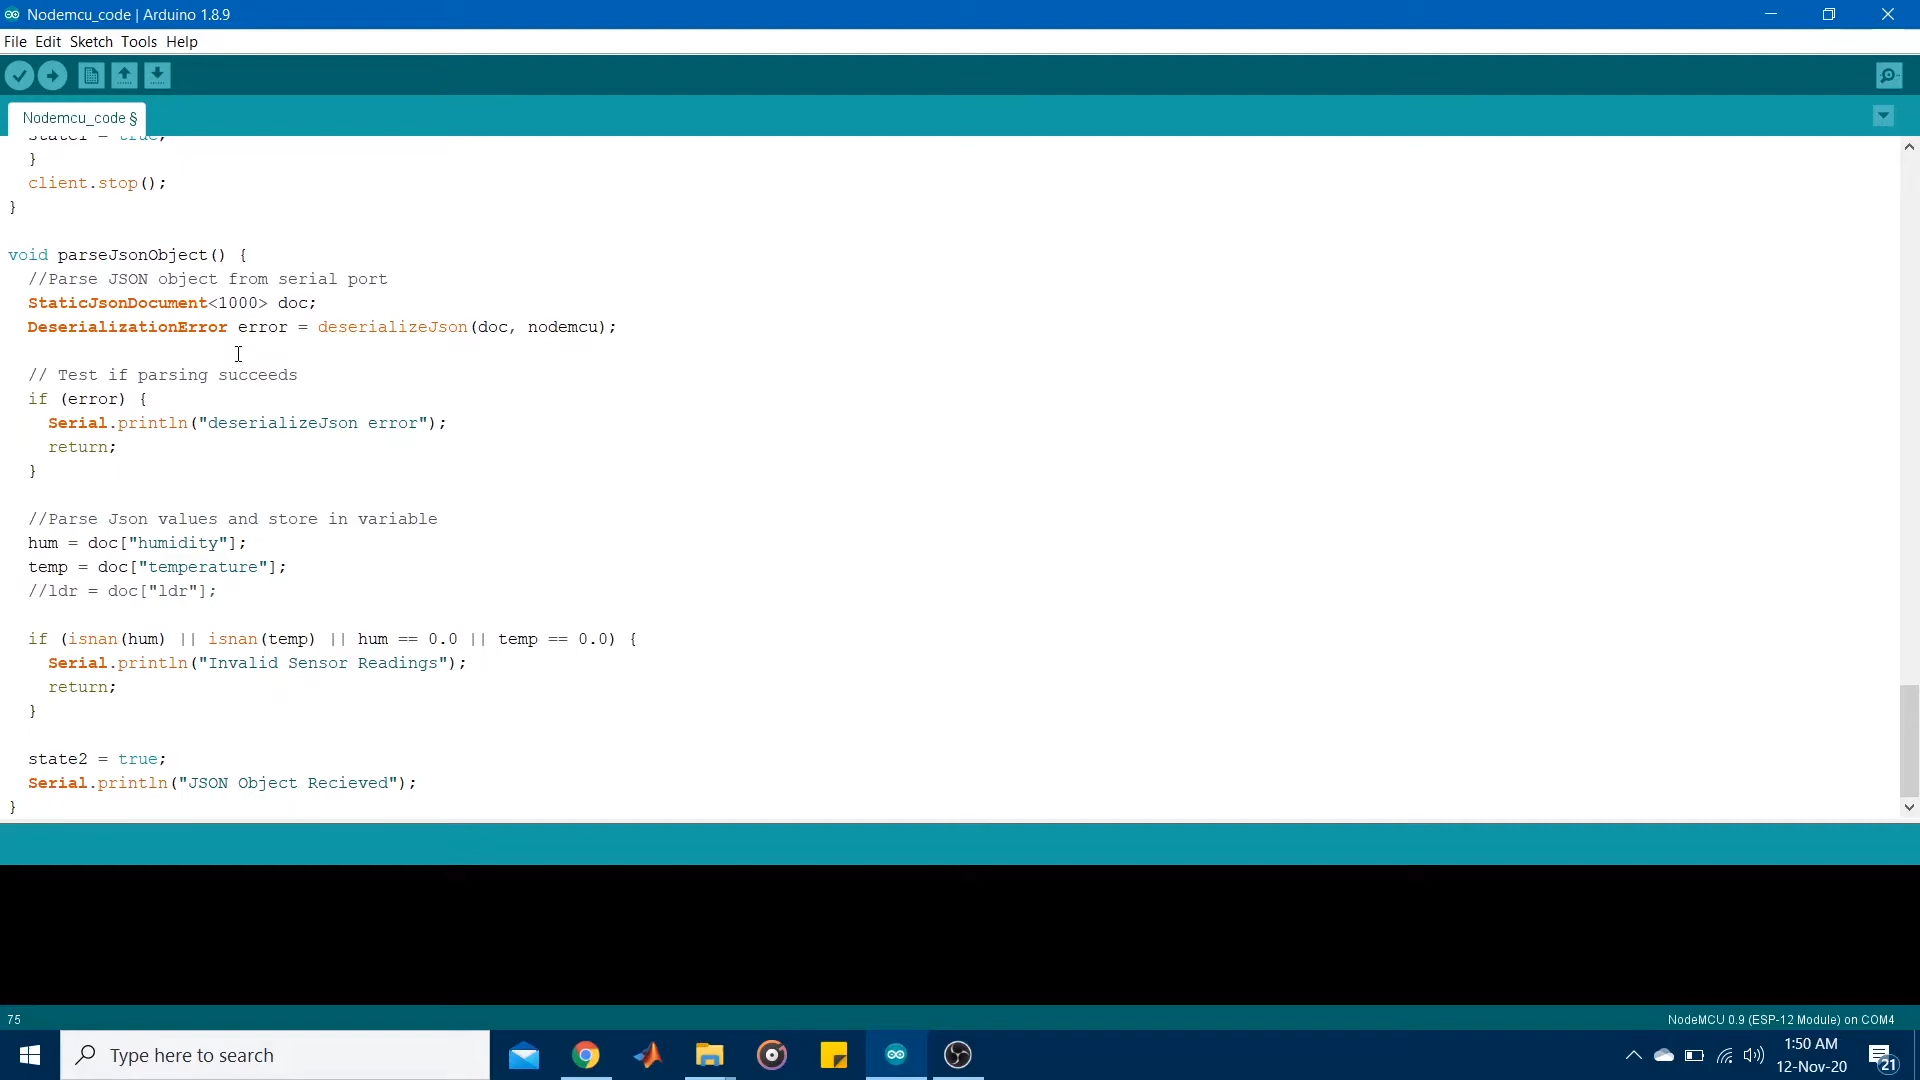 Nodemcu_code | Arduino 1.8.9
File Edit Sketch Tools Help
Nodemcu_code §
state1 = true;
}
client.stop();
}
void parseJsonObject() {
//Parse JSON object from serial port
StaticJsonDocument<1000> doc;
DeserializationError error = deserializeJson(doc, nodemcu);
// Test if parsing succeeds
if (error) {
Serial.println("deserializeJson error");
return;
}
//Parse Json values and store in variable
hum = doc["humidity"];
temp = doc["temperature"];
//ldr = doc["ldr"];
if (isnan(hum) || isnan(temp) || hum == 0.0 || temp == 0.0) {
Serial.println("Invalid Sensor Readings");
return;
}
state2 = true;
Serial.println("JSON Object Recieved");
}
75
NodeMCU 0.9 (ESP-12 Module) on COM4
Type here to search
1:50 AM
12-Nov-20
21